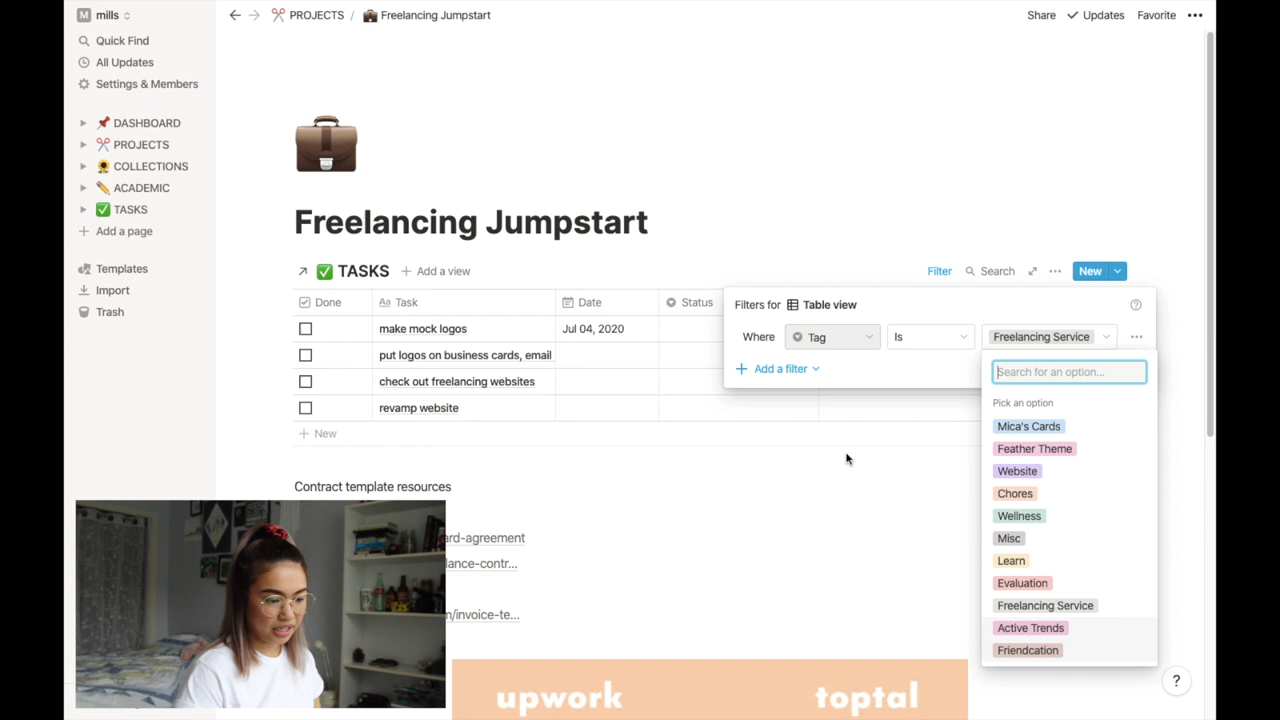 M mills
Quick Find
All Updates
Settings & Members
DASHBOARD
PROJECTS
COLLECTIONS
ACADEMIC
TASKS
Add a page
Templates
Import
Trash
PROJECTS / Freelancing Jumpstart
Share Updates Favorite
Freelancing Jumpstart
TASKS Add a view
Filter Search New
Done Task Date Status
make mock logos Jul 04, 2020
put logos on business cards, email
check out freelancing websites
revamp website
New
Filters for Table view
Where Tag Is Freelancing Service
Add a filter
Search for an option...
Pick an option
Mica's Cards
Feather Theme
Website
Chores
Wellness
Misc
Learn
Evaluation
Freelancing Service
Active Trends
Friendcation
Contract template resources
rd-agreement
lance-contr...
/invoice-te...
upwork toptal
?